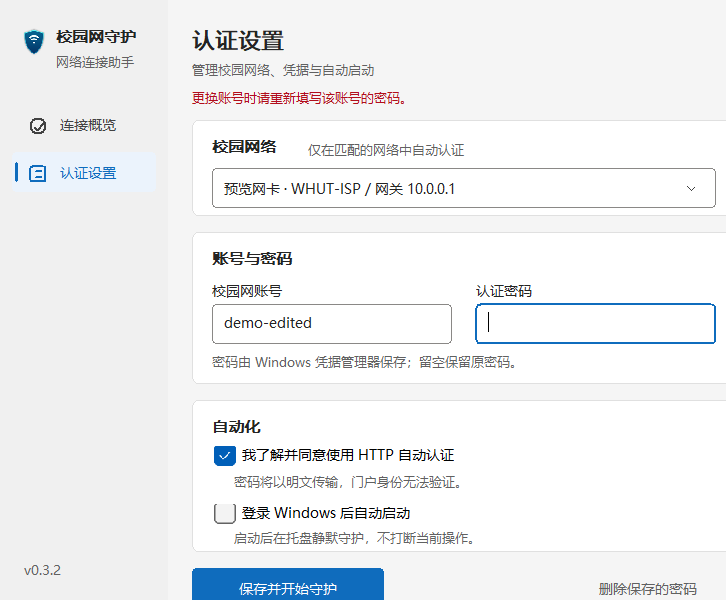 校园网守护
网络连接助手
连接概览
认证设置
v0.3.2
认证设置
管理校园网络、凭据与自动启动
更换账号时请重新填写该账号的密码。
校园网络 仅在匹配的网络中自动认证
预览网卡 · WHUT-ISP / 网关 10.0.0.1
账号与密码
校园网账号 认证密码
demo-edited
密码由 Windows 凭据管理器保存；留空保留原密码。
自动化
我了解并同意使用 HTTP 自动认证
密码将以明文传输，门户身份无法验证。
登录 Windows 后自动启动
启动后在托盘静默守护，不打断当前操作。
保存并开始守护 删除保存的密码